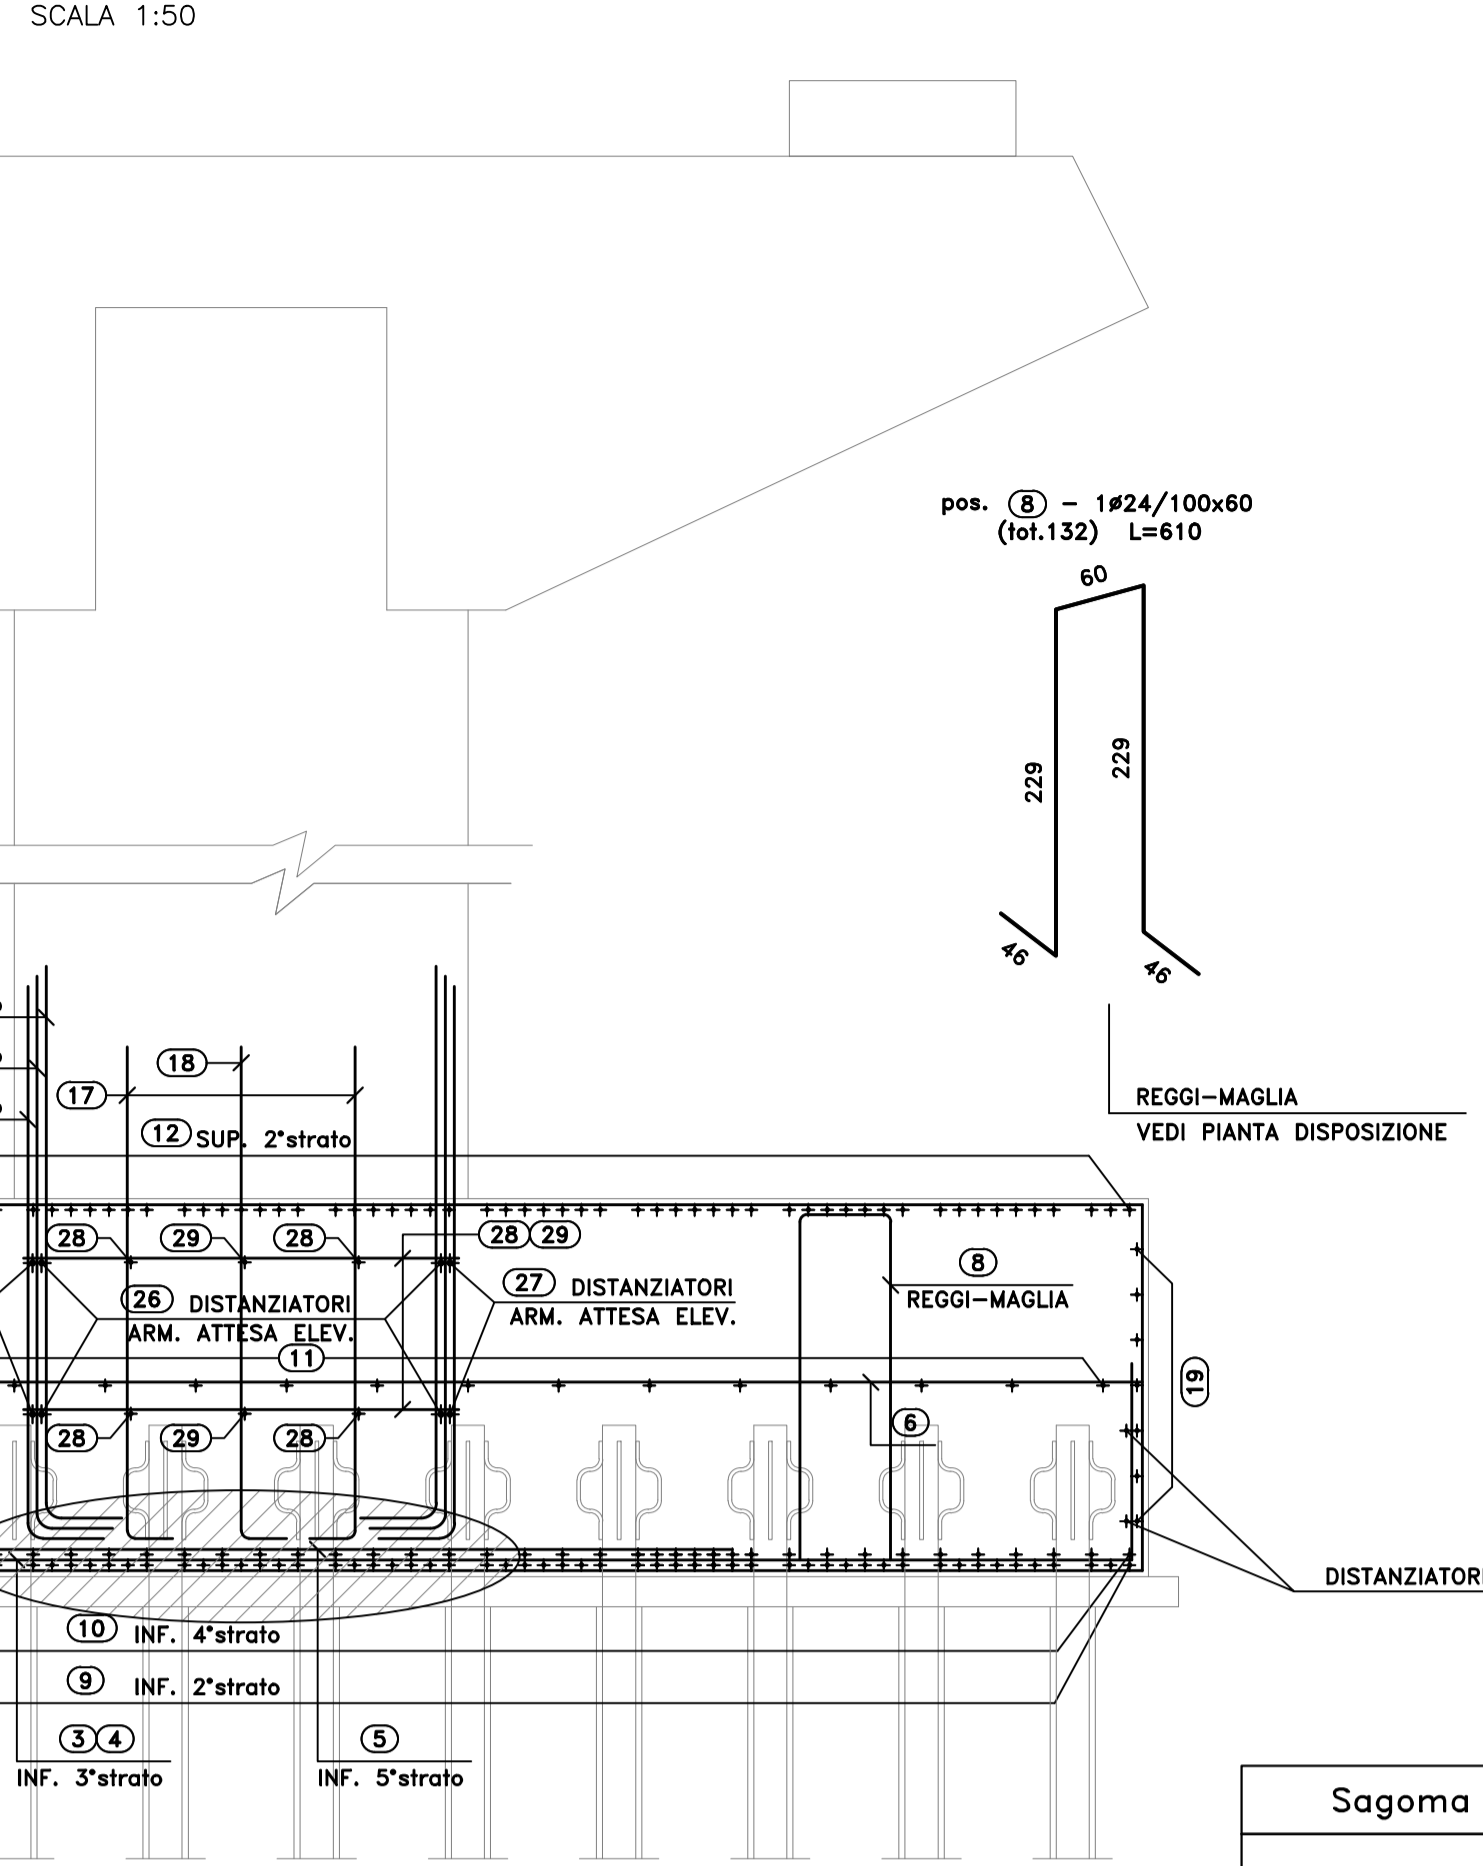 SCALA 1:50
pos. 8 - 1ø24/100x60
(tot.132) L=610
60
229
229
46
46
REGGI-MAGLIA
VEDI PIANTA DISPOSIZIONE
18
17
12 SUP. 2°strato
28
29
28
28 29
8
REGGI-MAGLIA
26 DISTANZIATORI
ARM. ATTESA ELEV.
27 DISTANZIATORI
ARM. ATTESA ELEV.
11
19
6
28
29
28
DISTANZIATORI
10 INF. 4°strato
9 INF. 2°strato
3 4
INF. 3°strato
5
INF. 5°strato
Sagoma